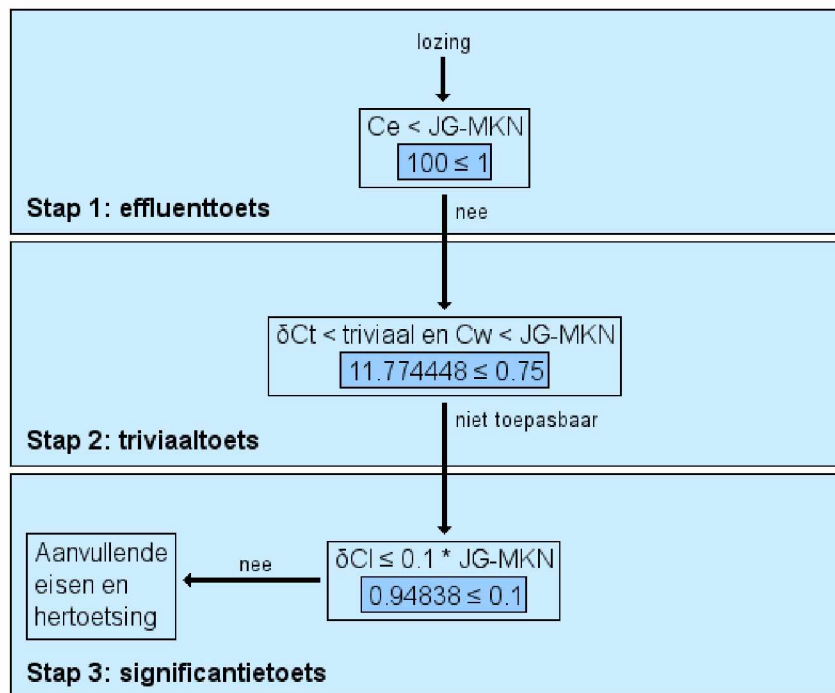 lozing
Ce < JG-MKN
100 ≤ 1
Stap 1: effluenttoets
nee
δCt < triviaal en Cw < JG-MKN
11.774448 ≤ 0.75
niet toepasbaar
Stap 2: triviaaltoets
δCl ≤ 0.1 * JG-MKN
0.94838 ≤ 0.1
nee
Aanvullende
eisen en
hertoetsing
Stap 3: significantietoets